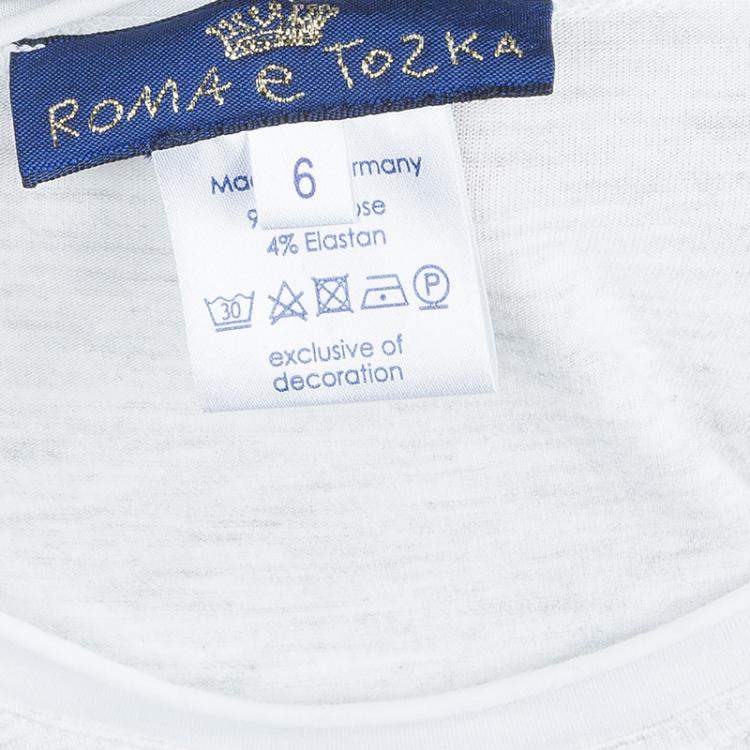 ROMA e TOZKA
6
4% Elastan
30
P
exclusive of
decoration